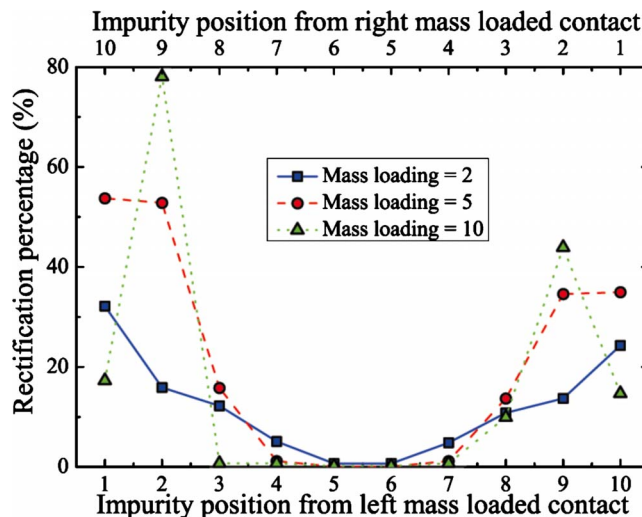 Impurity position from right mass loaded contact
10 9 8 7 6 5 4 3 2 1
Rectification percentage (%)
80
60
40
20
0
Mass loading = 2
Mass loading = 5
Mass loading = 10
1 2 3 4 5 6 7 8 9 10
Impurity position from left mass loaded contact